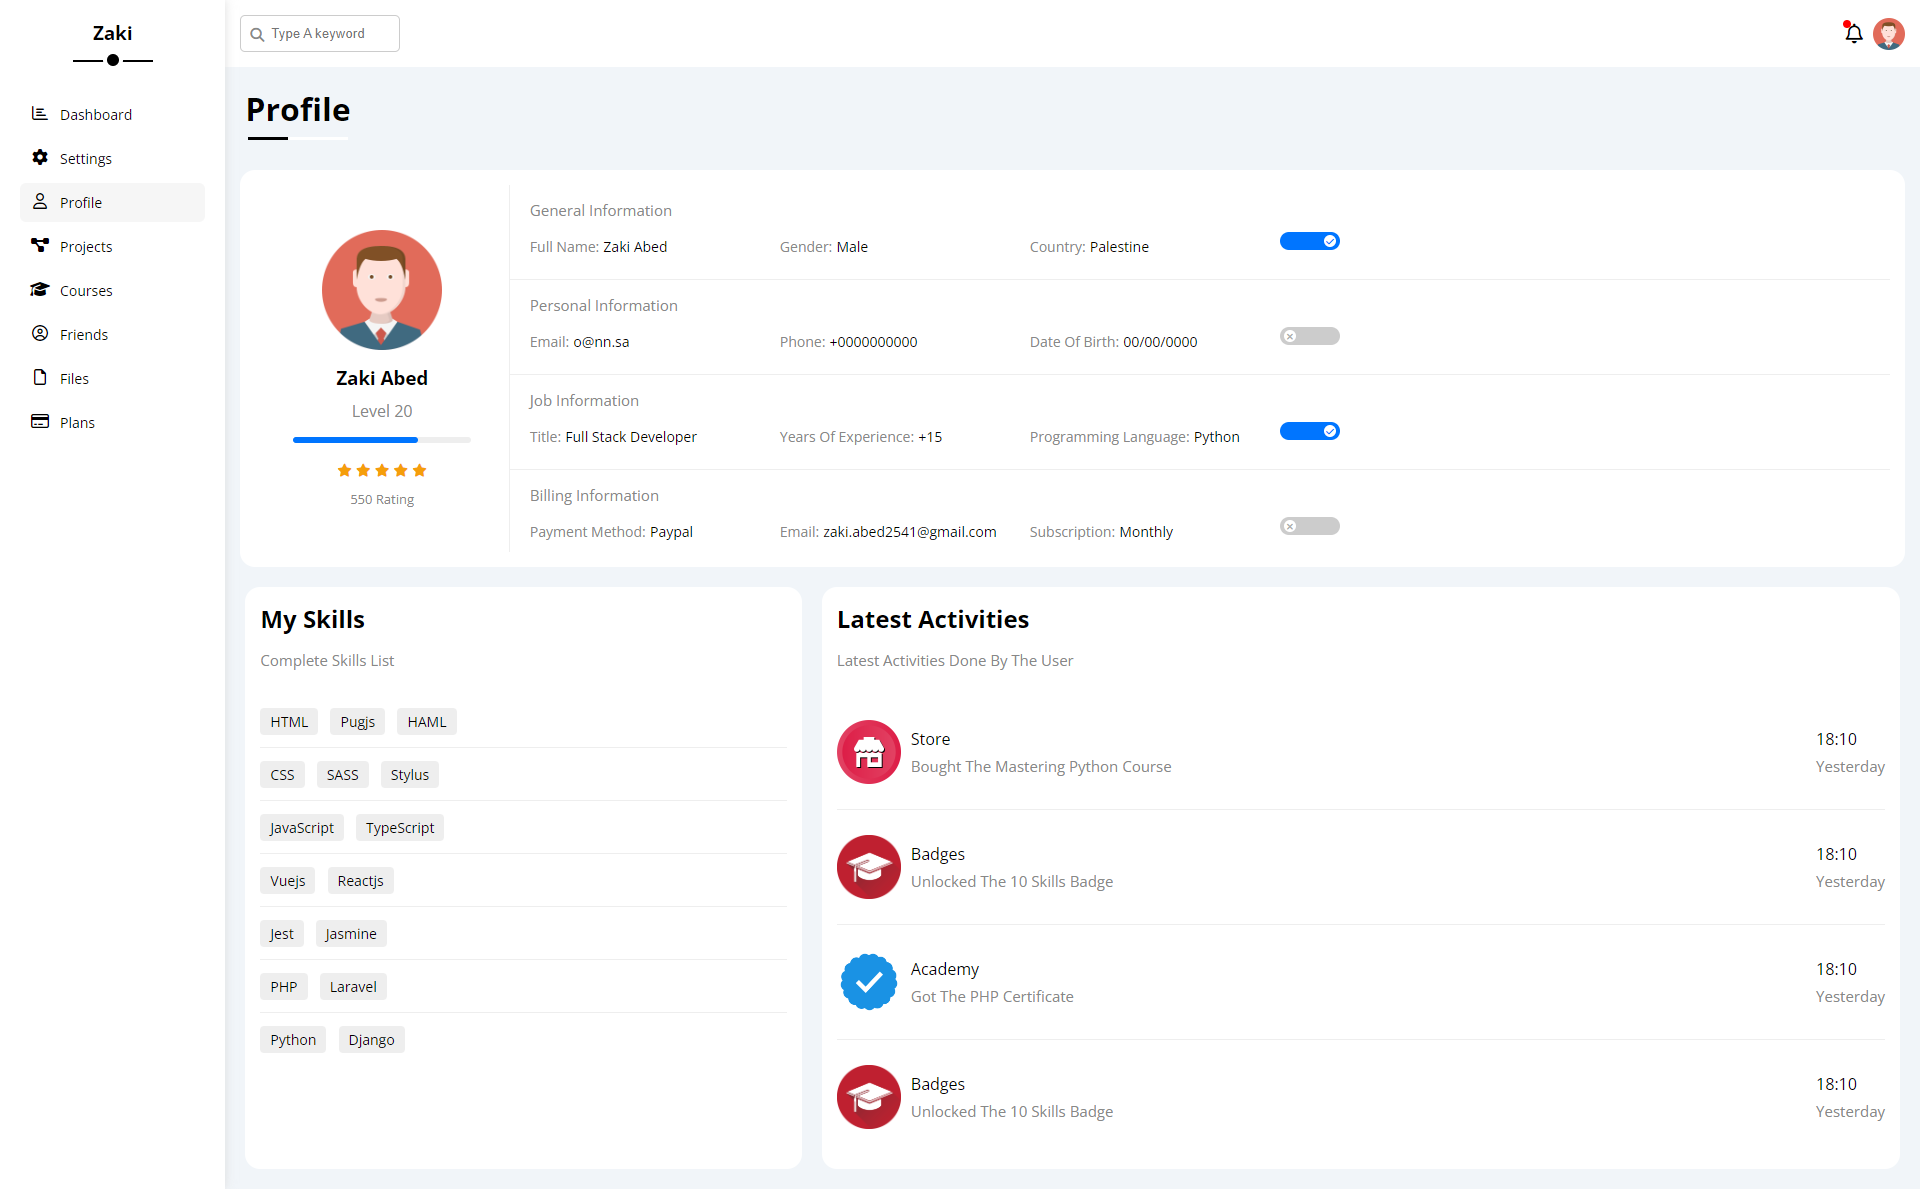 Zaki
Type A keyword
Dashboard
Settings
Profile
Projects
Courses
Friends
Files
Plans
Profile
Zaki Abed
Level 20
550 Rating
General Information
Full Name: Zaki Abed Gender: Male Country: Palestine
Personal Information
Email: o@nn.sa Phone: +0000000000 Date Of Birth: 00/00/0000
Job Information
Title: Full Stack Developer Years Of Experience: +15 Programming Language: Python
Billing Information
Payment Method: Paypal Email: zaki.abed2541@gmail.com Subscription: Monthly
My Skills
Complete Skills List
HTML Pugjs HAML
CSS SASS Stylus
JavaScript TypeScript
Vuejs Reactjs
Jest Jasmine
PHP Laravel
Python Django
Latest Activities
Latest Activities Done By The User
Store 18:10
Bought The Mastering Python Course Yesterday
Badges 18:10
Unlocked The 10 Skills Badge Yesterday
Academy 18:10
Got The PHP Certificate Yesterday
Badges 18:10
Unlocked The 10 Skills Badge Yesterday